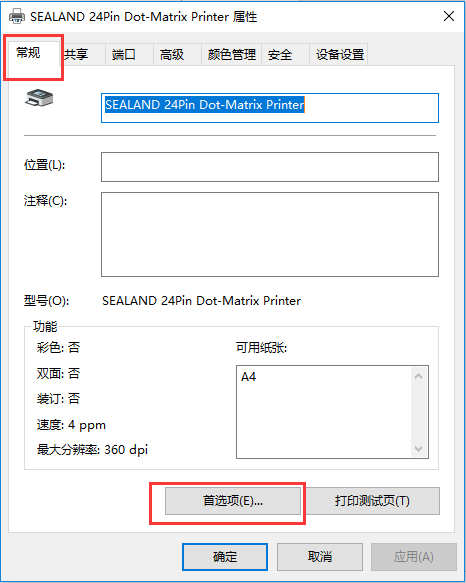 SEALAND 24Pin Dot-Matrix Printer 属性
常规 共享 端口 高级 颜色管理 安全 设备设置
SEALAND 24Pin Dot-Matrix Printer
位置(L):
注释(C):
型号(O): SEALAND 24Pin Dot-Matrix Printer
功能
彩色: 否 可用纸张:
双面: 否 A4
装订: 否
速度: 4 ppm
最大分辨率: 360 dpi
首选项(E)... 打印测试页(T)
确定 取消 应用(A)